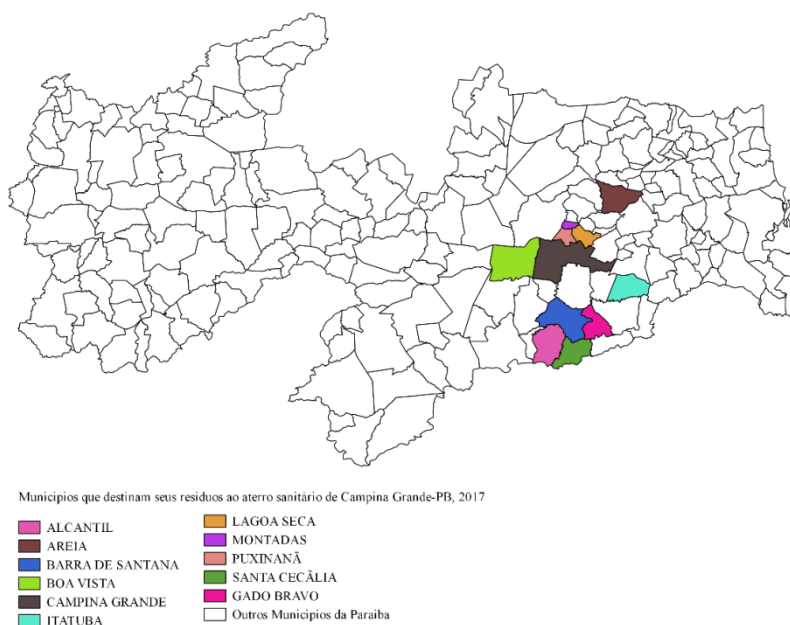 Municipios que destinam seus residuos ao aterro sanitário de Campina Grande-PB, 2017
ALCANTIL
AREIA
BARRA DE SANTANA
BOA VISTA
CAMPINA GRANDE
ITATUBA
LAGOA SECA
MONTADAS
PUXINANÃ
SANTA CECÃLIA
GADO BRAVO
Outros Municipios da Paraiba